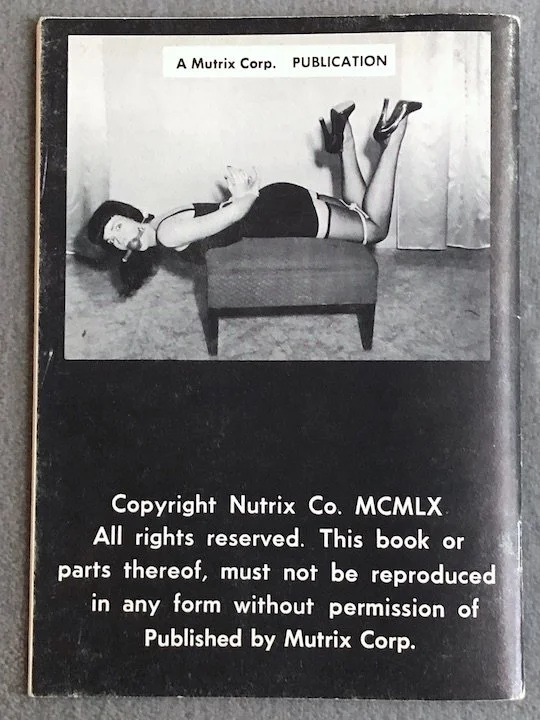 A Mutrix Corp. PUBLICATION
Copyright Nutrix Co. MCMLX
All rights reserved. This book or
parts thereof, must not be reproduced
in any form without permission of
Published by Mutrix Corp.